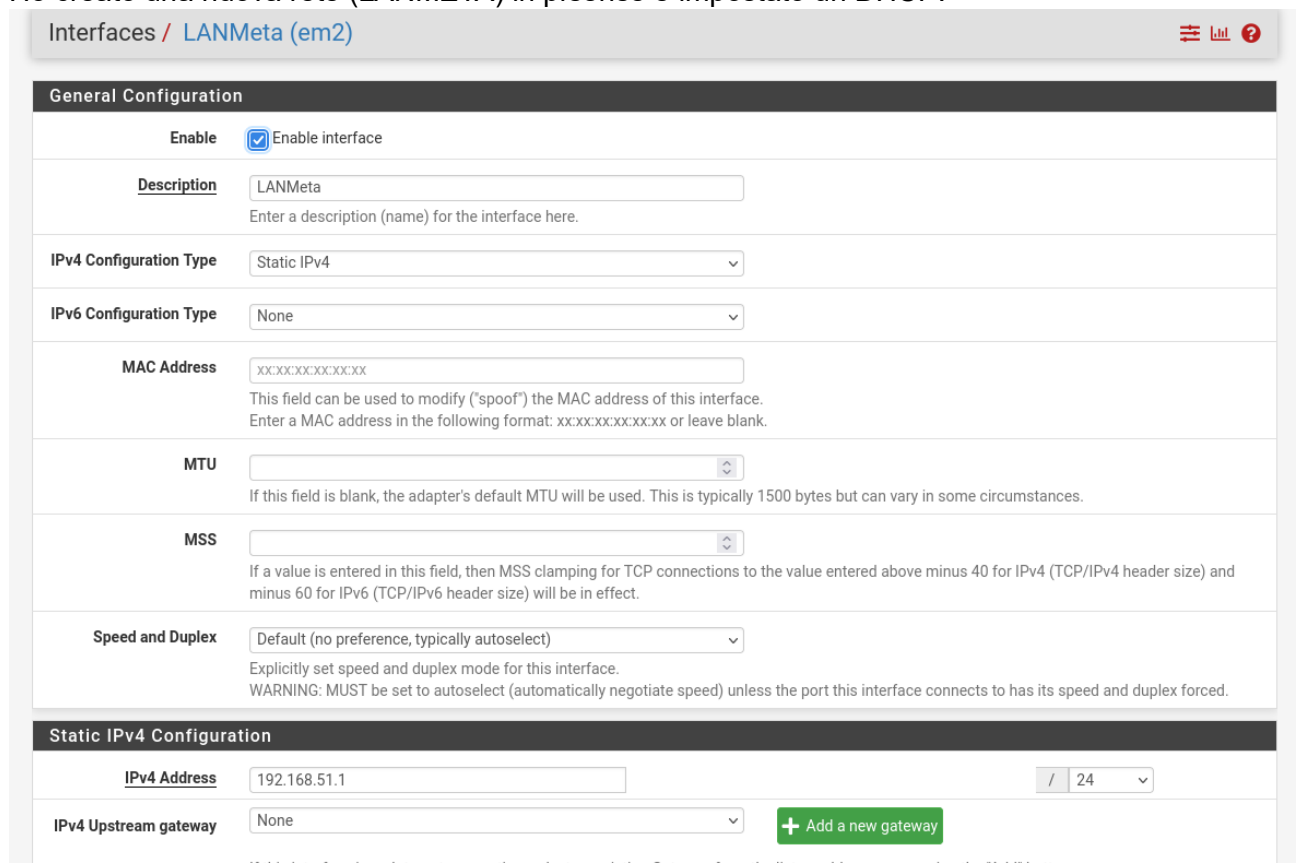 Interfaces / LANMeta (em2)
General Configuration
Enable
Enable interface
Description
LANMeta
Enter a description (name) for the interface here.
IPv4 Configuration Type
Static IPv4
IPv6 Configuration Type
None
MAC Address
xx:xx:xx:xx:xx:xx
This field can be used to modify ("spoof") the MAC address of this interface.
Enter a MAC address in the following format: xx:xx:xx:xx:xx:xx or leave blank.
MTU
If this field is blank, the adapter's default MTU will be used. This is typically 1500 bytes but can vary in some circumstances.
MSS
If a value is entered in this field, then MSS clamping for TCP connections to the value entered above minus 40 for IPv4 (TCP/IPv4 header size) and
minus 60 for IPv6 (TCP/IPv6 header size) will be in effect.
Speed and Duplex
Default (no preference, typically autoselect)
Explicitly set speed and duplex mode for this interface.
WARNING: MUST be set to autoselect (automatically negotiate speed) unless the port this interface connects to has its speed and duplex forced.
Static IPv4 Configuration
IPv4 Address
192.168.51.1
/ 24
IPv4 Upstream gateway
None
Add a new gateway